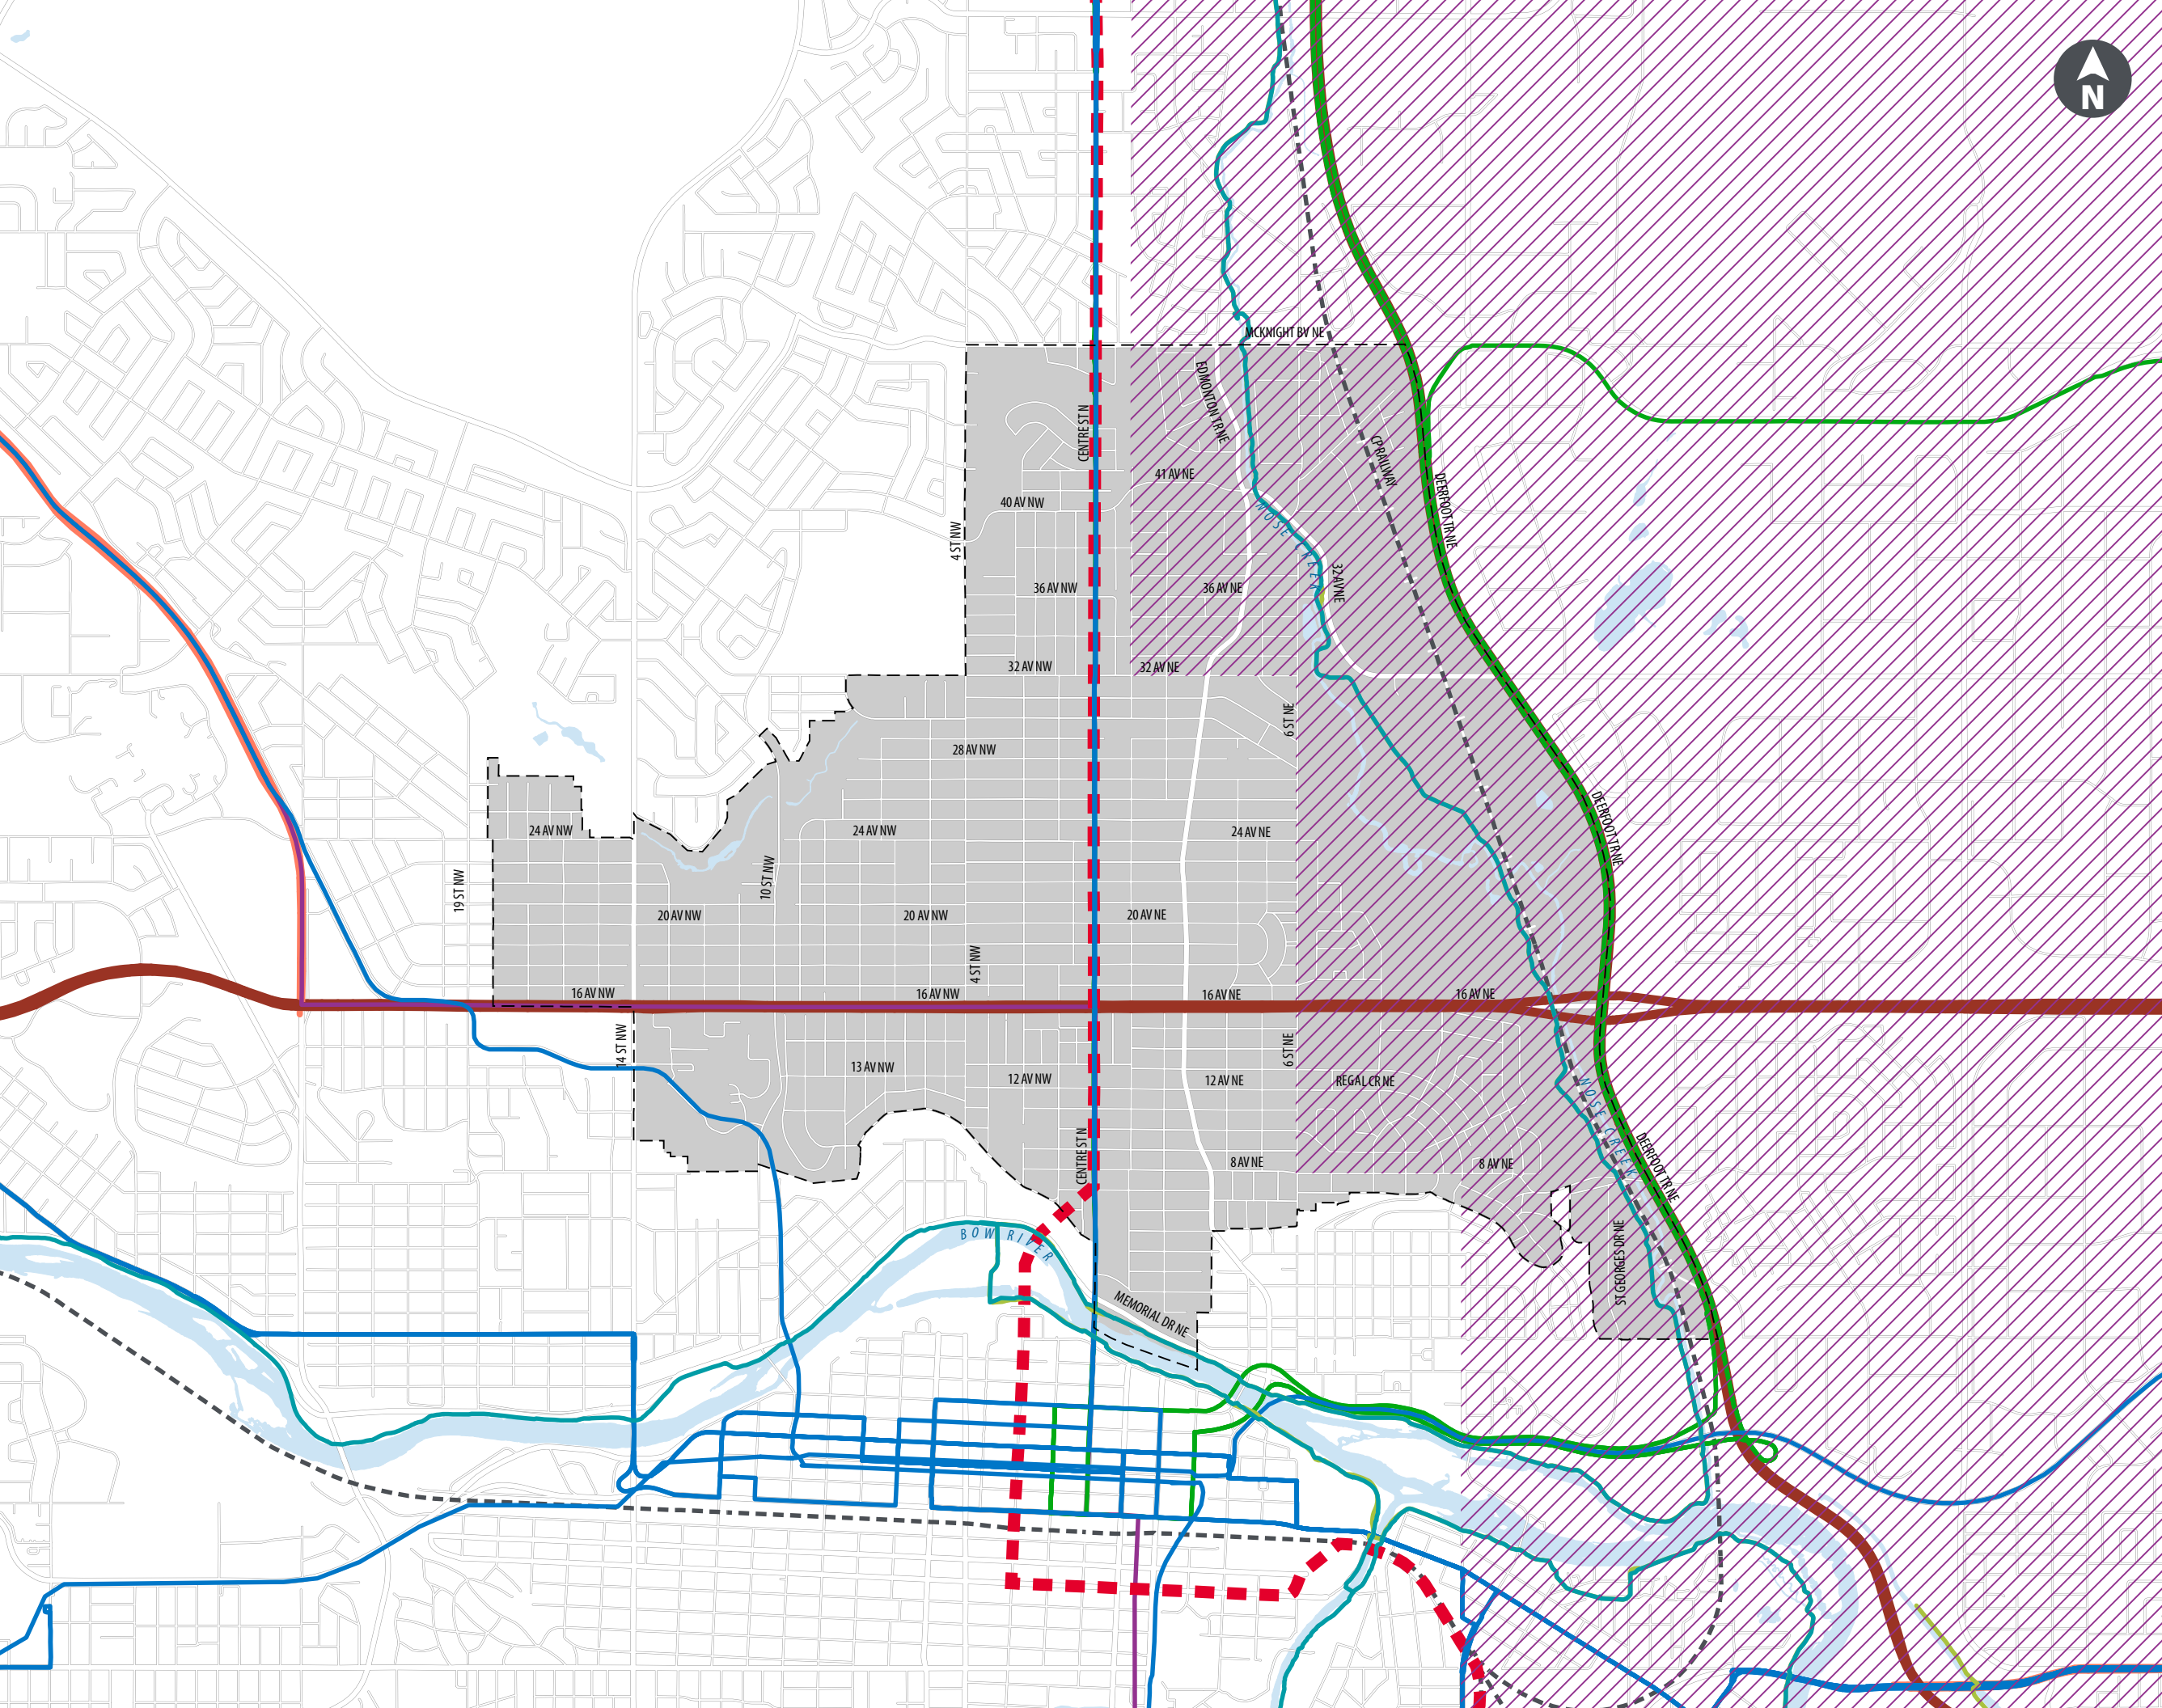 N
MCKNIGHT BV NE
EDMONTON TR NE
CENTRE ST N
CP RAILWAY
41 AV NE
40 AV NW
DEERFOOT TR NE
4 ST NW
NOSE CREEK
36 AV NW
36 AV NE
32 AV NE
32 AV NW
32 AV NE
6 ST NE
28 AV NW
24 AV NW
24 AV NW
24 AV NE
DEERFOOT TR NE
19 ST NW
10 ST NW
20 AV NW
20 AV NW
20 AV NE
4 ST NW
16 AV NW
16 AV NW
16 AV NE
16 AV NE
14 ST NW
6 ST NE
13 AV NW
12 AV NW
12 AV NE
REGAL CR NE
NOSE CREEK
CENTRE ST N
8 AV NE
8 AV NE
DEERFOOT TR NE
BOW RIVER
ST GEORGES DR NE
MEMORIAL DR NE